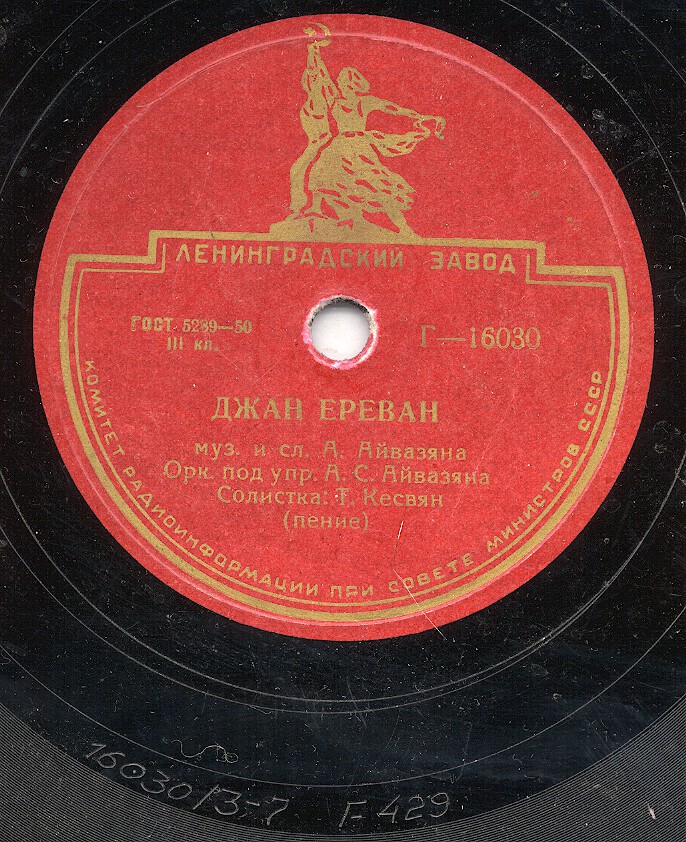 ЛЕНИНГРАДСКИЙ ЗАВОД
ГОСТ 5289—50
III кл.
Г—16030
ДЖАН ЕРЕВАН
муз. и сл. А. Айвазяна
Орк. под упр. А. С. Айвазяна
Солистка: Т. Кесвян
(пение)
КОМИТЕТ РАДИОИНФОРМАЦИИ ПРИ СОВЕТЕ МИНИСТРОВ СССР
16030/3-7 Г-429